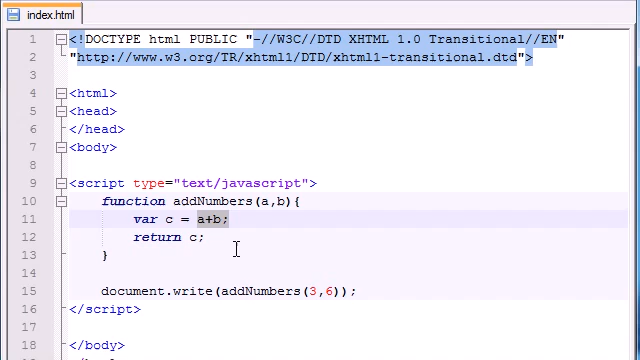 index.html
1 <!DOCTYPE html PUBLIC "-//W3C//DTD XHTML 1.0 Transitional//EN"
2 "http://www.w3.org/TR/xhtml1/DTD/xhtml1-transitional.dtd">
3
4 <html>
5 <head>
6 </head>
7 <body>
8
9 <script type="text/javascript">
10 function addNumbers(a,b){
11 var c = a+b;
12 return c;
13 }
14
15 document.write(addNumbers(3,6));
16 </script>
17
18 </body>